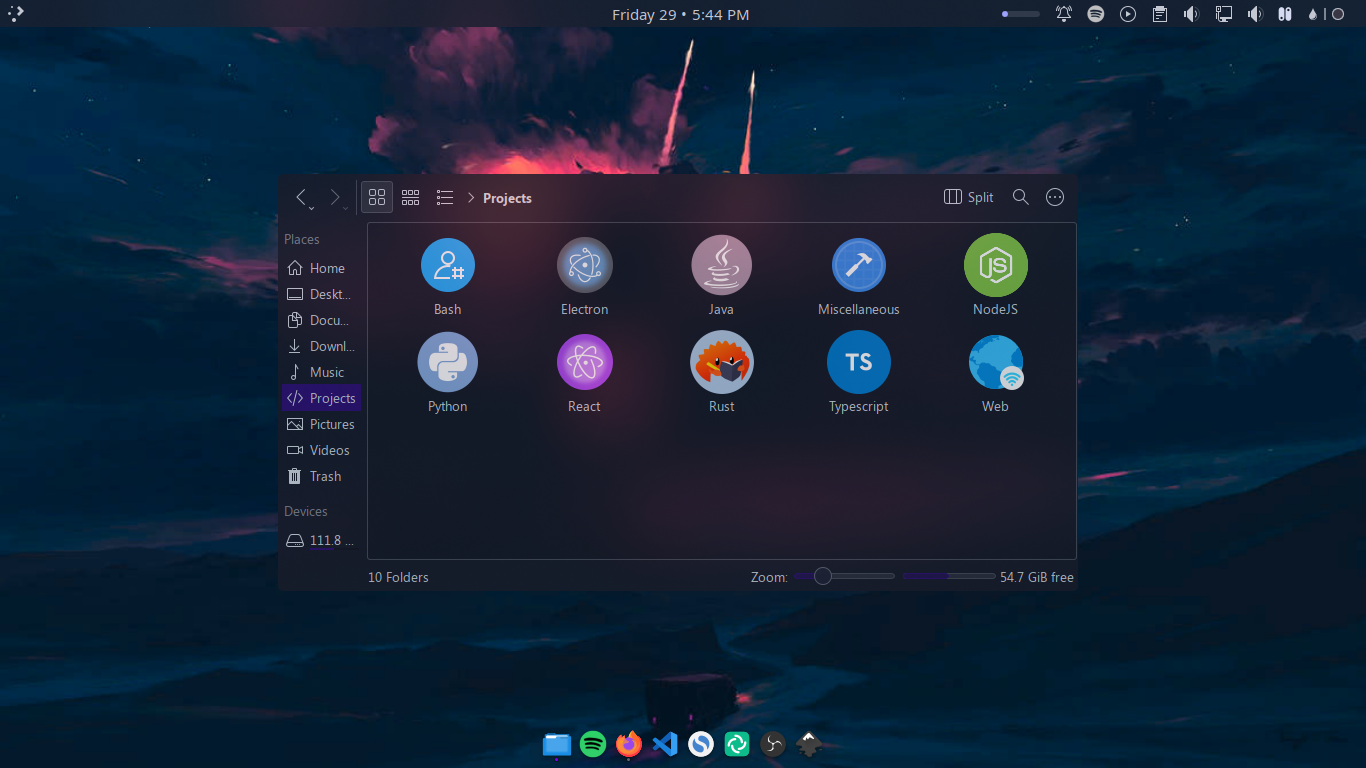 Friday 29 • 5:44 PM
Projects
Split
Places
Home
Deskt...
Docu...
Downl...
Music
Projects
Pictures
Videos
Trash
Devices
111.8 ...
Bash
Electron
Java
Miscellaneous
JS
NodeJS
Python
React
Rust
TS
Typescript
Web
10 Folders
Zoom:
54.7 GiB free